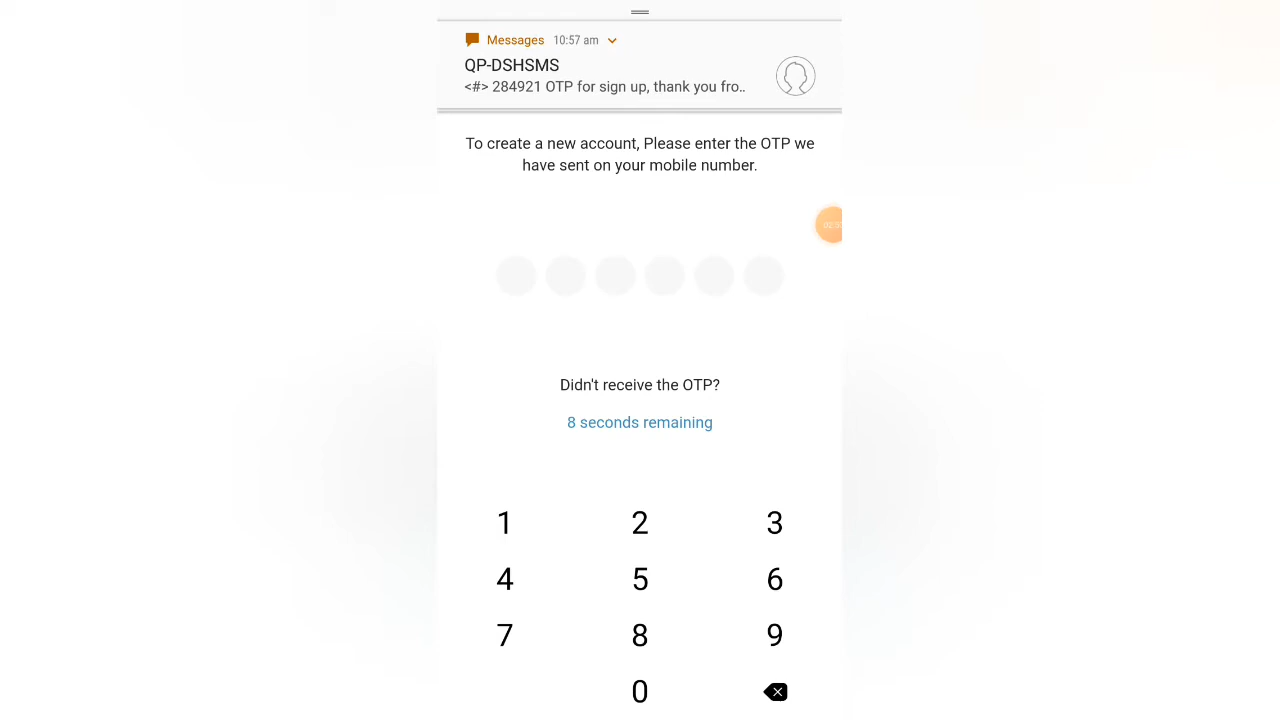 Messages 10:57 am
QP-DSHSMS
<#> 284921 OTP for sign up, thank you fro..
To create a new account, Please enter the OTP we
have sent on your mobile number.
Didn't receive the OTP?
8 seconds remaining
1 2 3
4 5 6
7 8 9
0